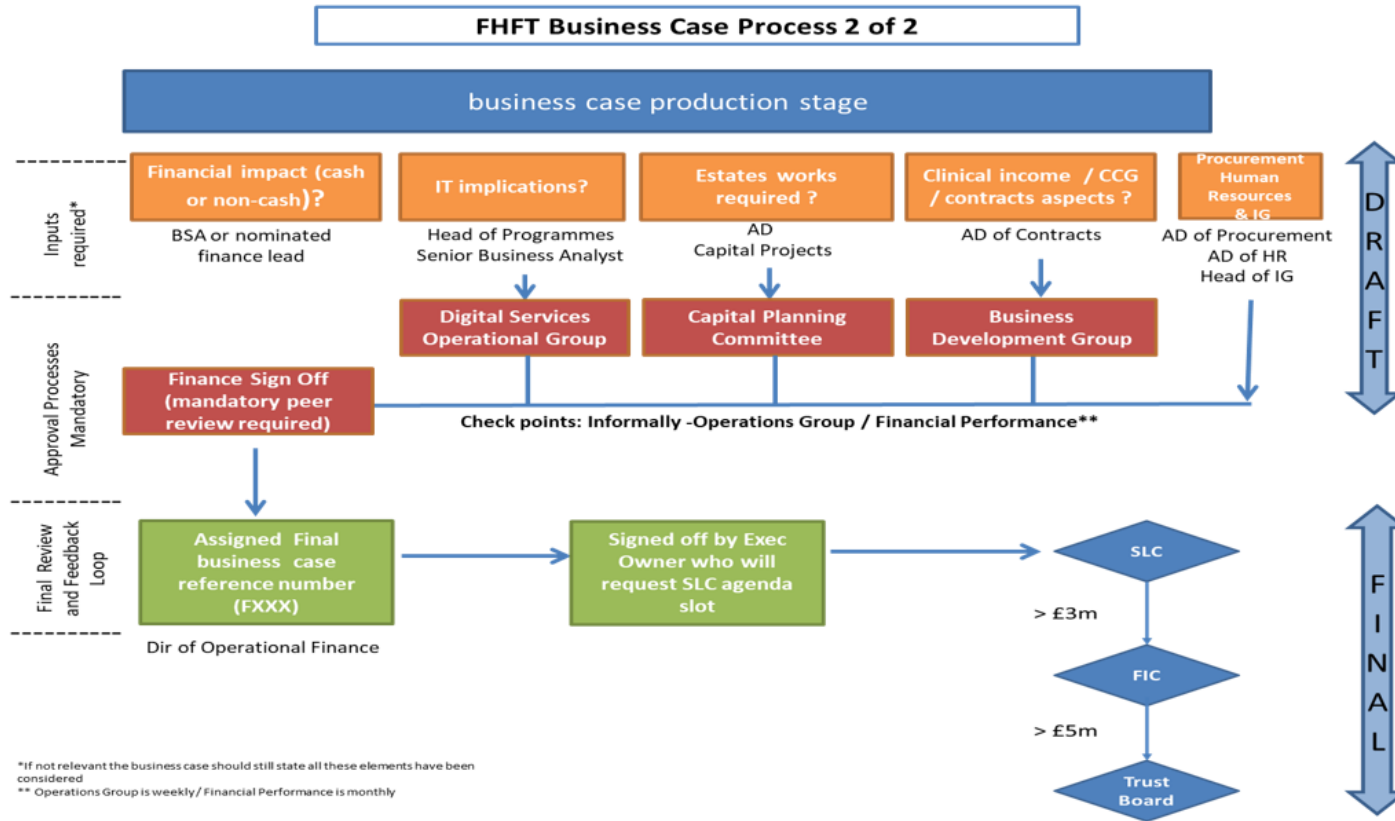 FHFT Business Case Process 2 of 2
business case production stage
Inputs
required*
Financial impact (cash
or non-cash)?
BSA or nominated
finance lead
IT implications?
Head of Programmes
Senior Business Analyst
Estates works
required ?
AD
Capital Projects
Clinical income / CCG
/ contracts aspects ?
AD of Contracts
Procurement
Human
Resources
& IG
AD of Procurement
AD of HR
Head of IG
DRAFT
Approval Processes
Mandatory
Digital Services
Operational Group
Capital Planning
Committee
Business
Development Group
Finance Sign Off
(mandatory peer
review required)
Check points: Informally -Operations Group / Financial Performance**
Final Review
and Feedback
Loop
Assigned Final
business case
reference number
(FXXX)
Dir of Operational Finance
Signed off by Exec
Owner who will
request SLC agenda
slot
SLC
> £3m
FIC
> £5m
Trust
Board
FINAL
*If not relevant the business case should still state all these elements have been
considered
** Operations Group is weekly / Financial Performance is monthly